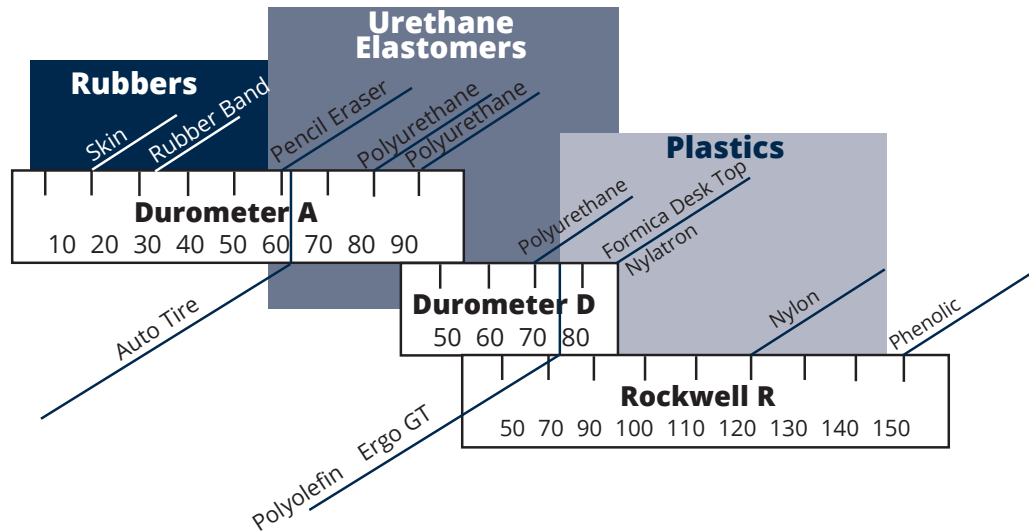 Urethane
Elastomers
Rubbers
Skin
Rubber Band
Pencil Eraser
Polyurethane
Polyurethane
Plastics
Durometer A
10 20 30 40 50 60 70 80 90
Polyurethane
Formica Desk Top
Nylatron
Auto Tire
Durometer D
50 60 70 80
Nylon
Phenolic
Rockwell R
50 70 90 100 110 120 130 140 150
Polyolefin Ergo GT